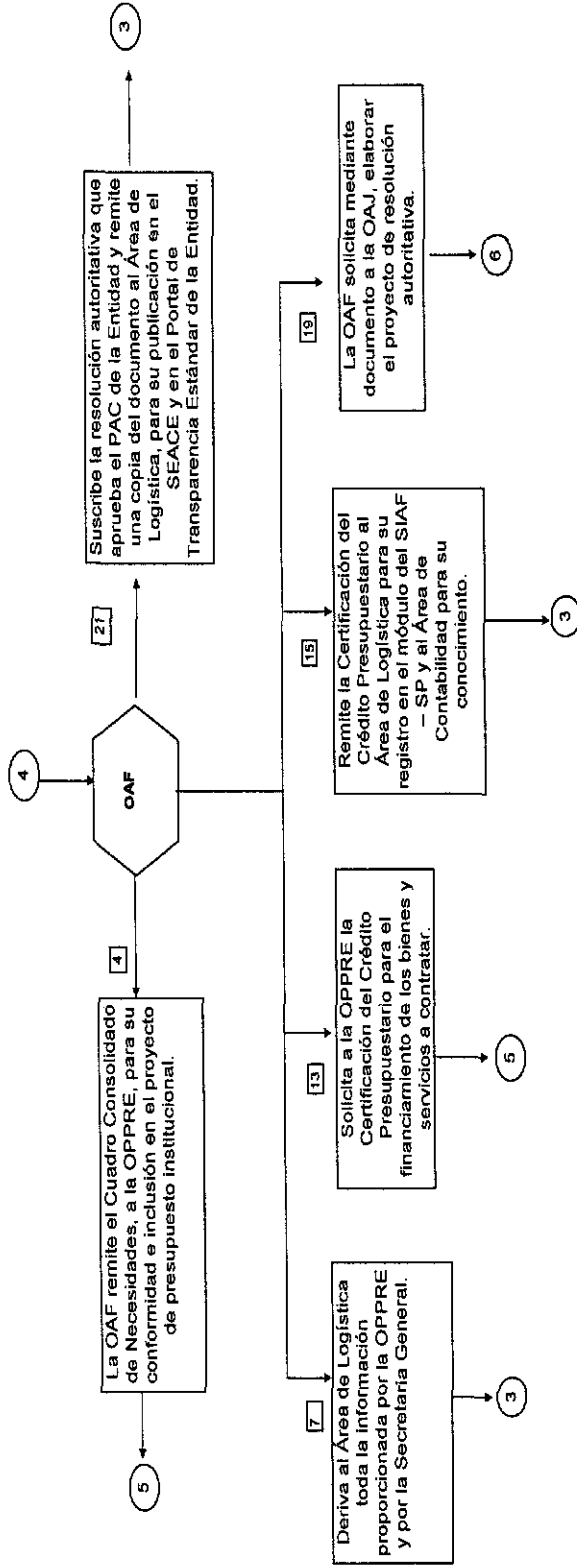 4
OAF
4
La OAF remite el Cuadro Consolidado
de Necesidades, a la OPPRE, para su
conformidad e inclusión en el proyecto
de presupuesto institucional.
5
21
Suscribe la resolución autoritativa que
aprueba el PAC de la Entidad y remite
una copia del documento al Área de
Logística, para su publicación en el
SEACE y en el Portal de
Transparencia Estándar de la Entidad.
3
7
Deriva al Área de Logística
toda la información
proporcionada por la OPPRE
y por la Secretaría General.
3
13
Solicita a la OPPRE la
Certificación del Crédito
Presupuestario para el
financiamiento de los bienes y
servicios a contratar.
5
15
Remite la Certificación del
Crédito Presupuestario al
Área de Logística para su
registro en el módulo del SIAF
– SP y al Área de
Contabilidad para su
conocimiento.
3
19
La OAF solicita mediante
documento a la OAJ, elaborar
el proyecto de resolución
autoritativa.
6